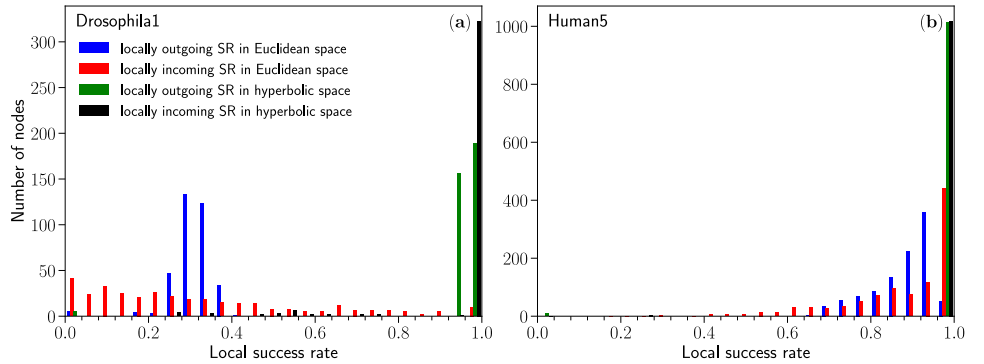 Drosophila1
(a)
locally outgoing SR in Euclidean space
locally incoming SR in Euclidean space
locally outgoing SR in hyperbolic space
locally incoming SR in hyperbolic space
300
250
200
150
100
50
0
Number of nodes
0.0 0.2 0.4 0.6 0.8 1.0
Local success rate
Human5
(b)
1000
800
600
400
200
0
0.0 0.2 0.4 0.6 0.8 1.0
Local success rate